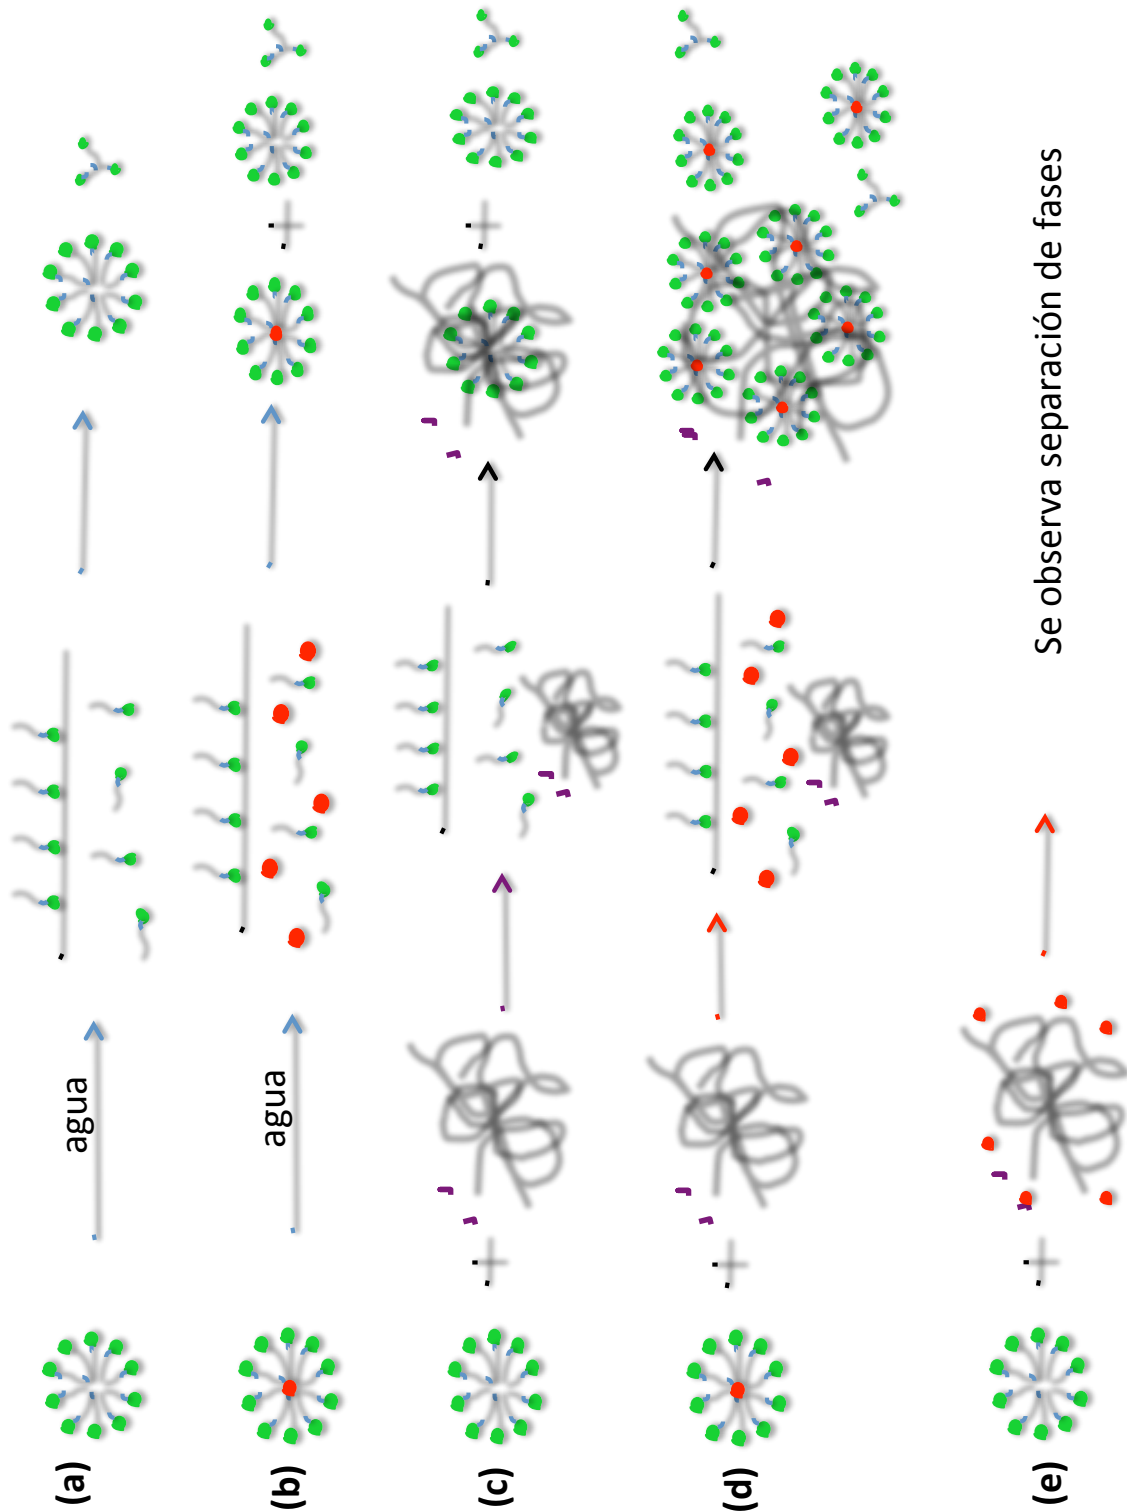 (a)
agua
(b)
agua
(c)
(d)
(e)
Se observa separación de fases